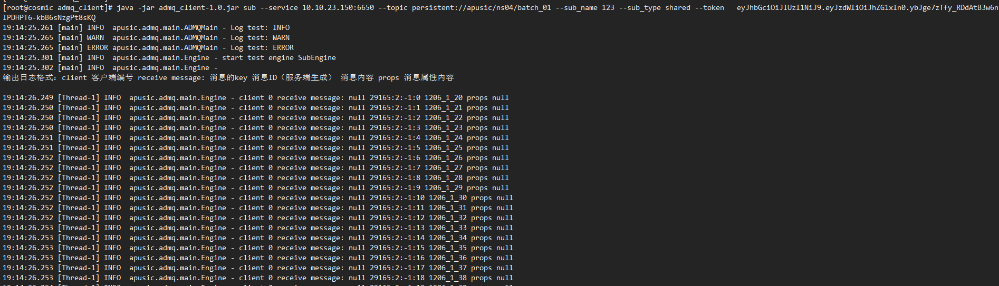 [root@cosmic admq_client]# java -jar admq_client-1.0.jar sub --service 10.10.23.150:6650 --topic persistent://apusic/ns04/batch_01 --sub_name 123 --sub_type shared --token   eyJhbGciOiJIUzI1NiJ9.eyJzdWIiOiJhZG1xIn0.ybJge7zTfy_RDdAtB3w6n
IPDHPT6-kbB6sNzgPt8sKQ
19:14:25.261 [main] INFO  apusic.admq.main.ADMQMain - Log test: INFO
19:14:25.265 [main] WARN  apusic.admq.main.ADMQMain - Log test: WARN
19:14:25.265 [main] ERROR apusic.admq.main.ADMQMain - Log test: ERROR
19:14:25.301 [main] INFO  apusic.admq.main.Engine - start test engine SubEngine
19:14:25.302 [main] INFO  apusic.admq.main.Engine -
输出日志格式：client 客户端编号 receive message: 消息的key 消息ID（服务端生成） 消息内容 props 消息属性内容
19:14:26.249 [Thread-1] INFO  apusic.admq.main.Engine - client 0 receive message: null 29165:2:-1:0 1206_1_20 props null
19:14:26.250 [Thread-1] INFO  apusic.admq.main.Engine - client 0 receive message: null 29165:2:-1:1 1206_1_21 props null
19:14:26.250 [Thread-1] INFO  apusic.admq.main.Engine - client 0 receive message: null 29165:2:-1:2 1206_1_22 props null
19:14:26.250 [Thread-1] INFO  apusic.admq.main.Engine - client 0 receive message: null 29165:2:-1:3 1206_1_23 props null
19:14:26.251 [Thread-1] INFO  apusic.admq.main.Engine - client 0 receive message: null 29165:2:-1:4 1206_1_24 props null
19:14:26.251 [Thread-1] INFO  apusic.admq.main.Engine - client 0 receive message: null 29165:2:-1:5 1206_1_25 props null
19:14:26.252 [Thread-1] INFO  apusic.admq.main.Engine - client 0 receive message: null 29165:2:-1:6 1206_1_26 props null
19:14:26.252 [Thread-1] INFO  apusic.admq.main.Engine - client 0 receive message: null 29165:2:-1:7 1206_1_27 props null
19:14:26.252 [Thread-1] INFO  apusic.admq.main.Engine - client 0 receive message: null 29165:2:-1:8 1206_1_28 props null
19:14:26.252 [Thread-1] INFO  apusic.admq.main.Engine - client 0 receive message: null 29165:2:-1:9 1206_1_29 props null
19:14:26.252 [Thread-1] INFO  apusic.admq.main.Engine - client 0 receive message: null 29165:2:-1:10 1206_1_30 props null
19:14:26.252 [Thread-1] INFO  apusic.admq.main.Engine - client 0 receive message: null 29165:2:-1:11 1206_1_31 props null
19:14:26.252 [Thread-1] INFO  apusic.admq.main.Engine - client 0 receive message: null 29165:2:-1:12 1206_1_32 props null
19:14:26.253 [Thread-1] INFO  apusic.admq.main.Engine - client 0 receive message: null 29165:2:-1:13 1206_1_33 props null
19:14:26.253 [Thread-1] INFO  apusic.admq.main.Engine - client 0 receive message: null 29165:2:-1:14 1206_1_34 props null
19:14:26.253 [Thread-1] INFO  apusic.admq.main.Engine - client 0 receive message: null 29165:2:-1:15 1206_1_35 props null
19:14:26.253 [Thread-1] INFO  apusic.admq.main.Engine - client 0 receive message: null 29165:2:-1:16 1206_1_36 props null
19:14:26.253 [Thread-1] INFO  apusic.admq.main.Engine - client 0 receive message: null 29165:2:-1:17 1206_1_37 props null
19:14:26.253 [Thread-1] INFO  apusic.admq.main.Engine - client 0 receive message: null 29165:2:-1:18 1206_1_38 props null